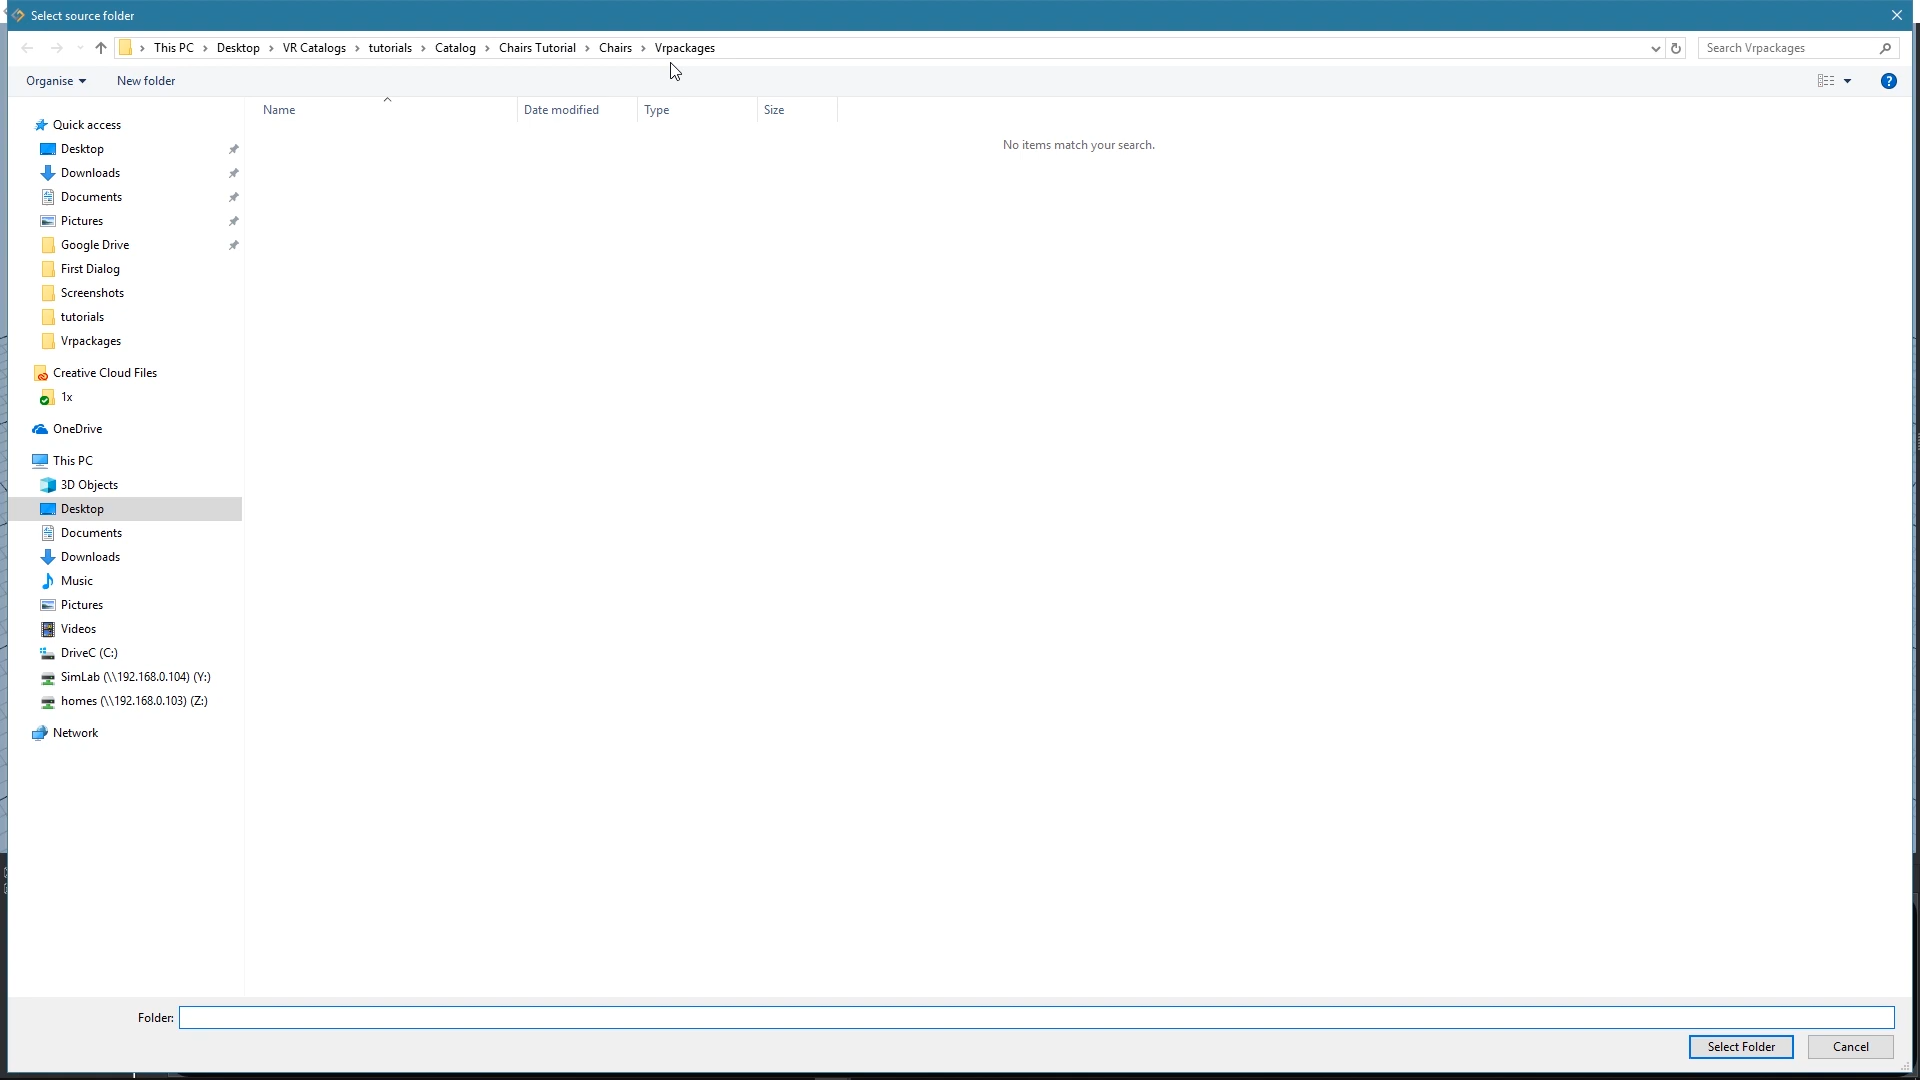 Select source folder
This PC > Desktop > VR Catalogs > tutorials > Catalog > Chairs Tutorial > Chairs > Vrpackages
Search Vrpackages
Organise
New folder
Name
Date modified
Type
Size
No items match your search.
Quick access
Desktop
Downloads
Documents
Pictures
Google Drive
First Dialog
Screenshots
tutorials
Vrpackages
Creative Cloud Files
1x
OneDrive
This PC
3D Objects
Desktop
Documents
Downloads
Music
Pictures
Videos
DriveC (C:)
SimLab (\\192.168.0.104) (Y:)
homes (\\192.168.0.103) (Z:)
Network
Folder:
Select Folder
Cancel